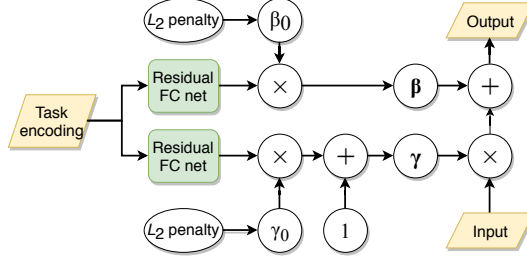 L2 penalty
β0
Output
Residual
FC net
×
β
+
Task
encoding
Residual
FC net
×
+
γ
×
L2 penalty
γ0
1
Input